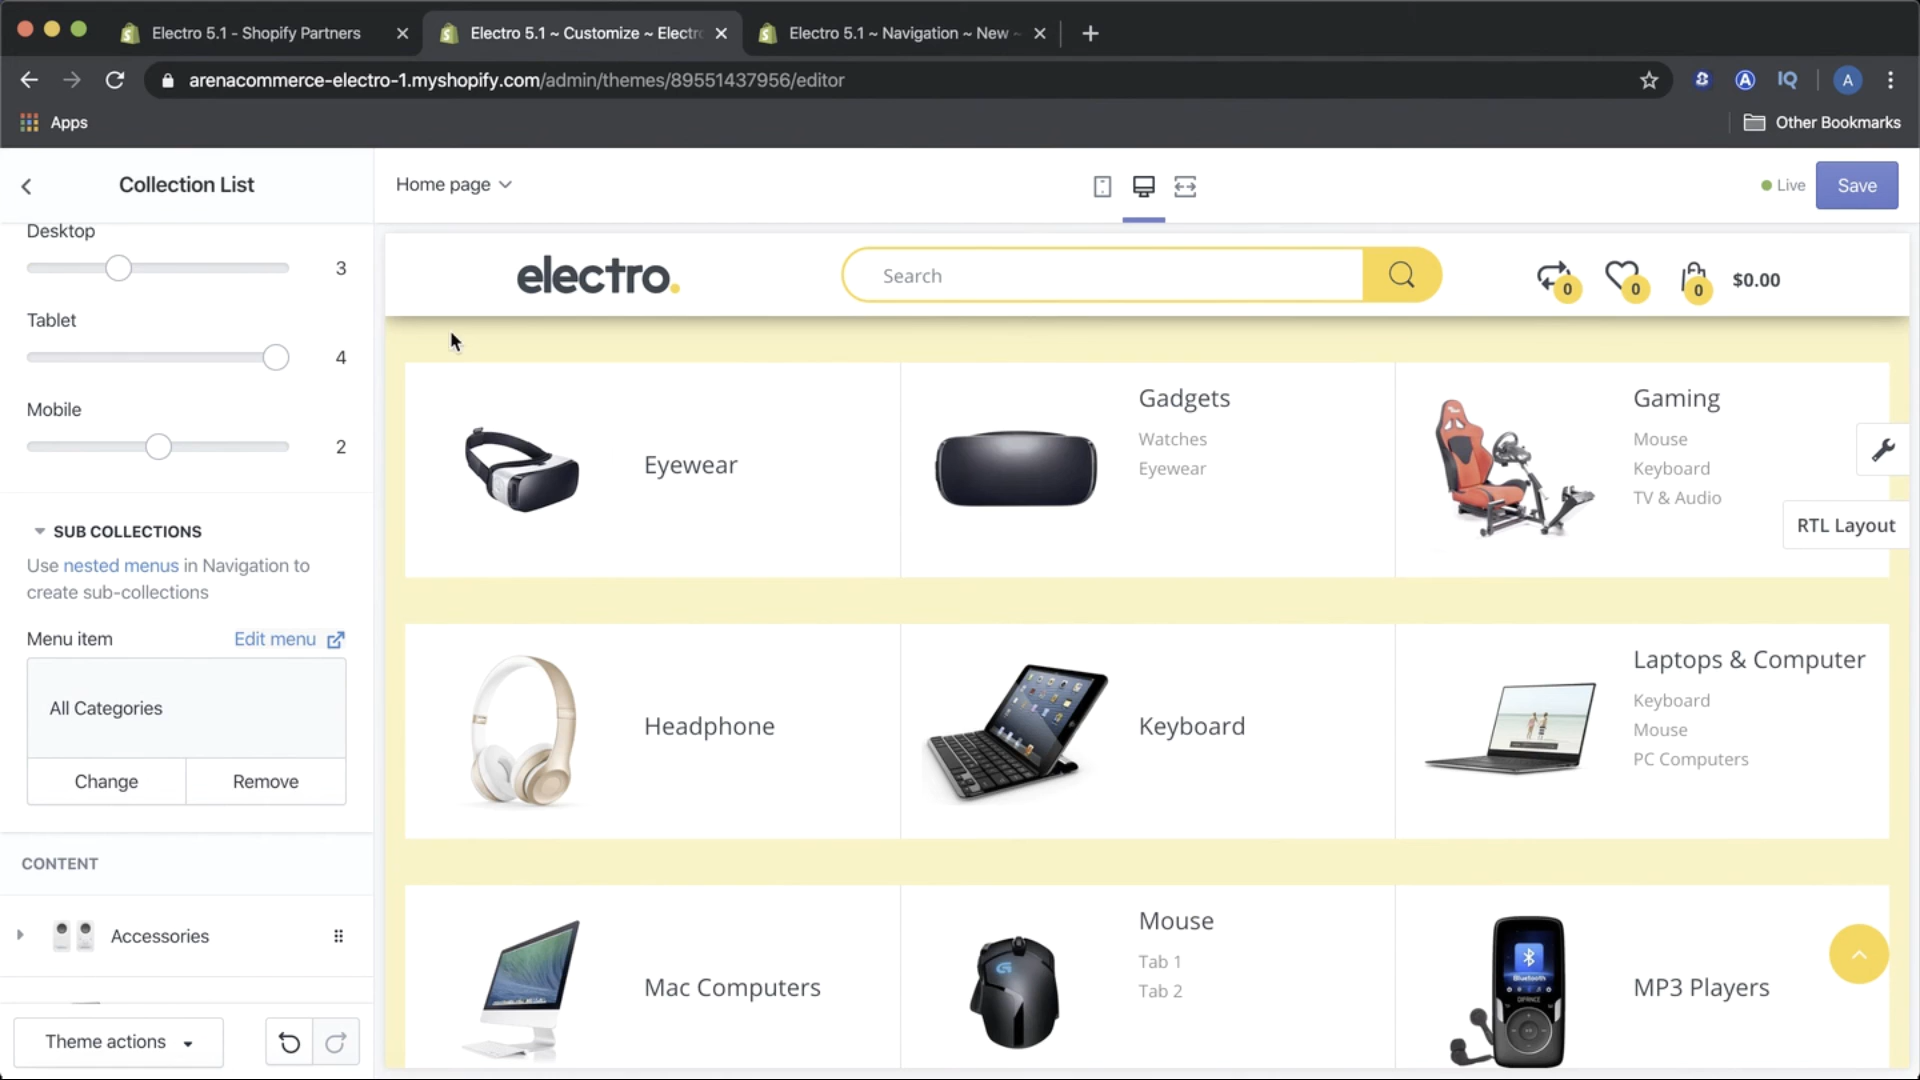 Electro 5.1 - Shopify Partners
Electro 5.1 ~ Customize ~ Electr
Electro 5.1 ~ Navigation ~ New ~
arenacommerce-electro-1.myshopify.com/admin/themes/89551437956/editor
IQ
A
Apps
Other Bookmarks
Collection List
Home page
Live
Save
Desktop
3
Tablet
4
Mobile
2
SUB COLLECTIONS
Use nested menus in Navigation to
create sub-collections
Menu item
Edit menu
All Categories
Change
Remove
CONTENT
Accessories
Theme actions
electro.
Search
0
0
0
$0.00
Eyewear
Gadgets
Watches
Eyewear
Gaming
Mouse
Keyboard
TV & Audio
RTL Layout
Headphone
Keyboard
Laptops & Computer
Keyboard
Mouse
PC Computers
Mac Computers
Mouse
Tab 1
Tab 2
Bluetooth
MP3 Players